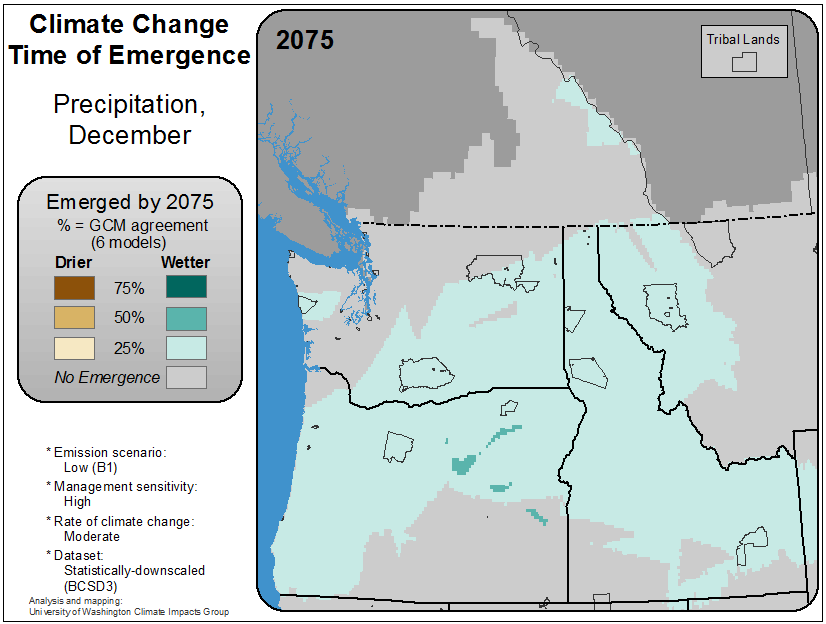 Climate Change
Time of Emergence
Precipitation,
December
Emerged by 2075
% = GCM agreement
(6 models)
Drier Wetter
75%
50%
25%
No Emergence
* Emission scenario:
Low (B1)
* Management sensitivity:
High
* Rate of climate change:
Moderate
* Dataset:
Statistically-downscaled
(BCSD3)
Analysis and mapping:
University of Washington Climate Impacts Group
2075
Tribal Lands